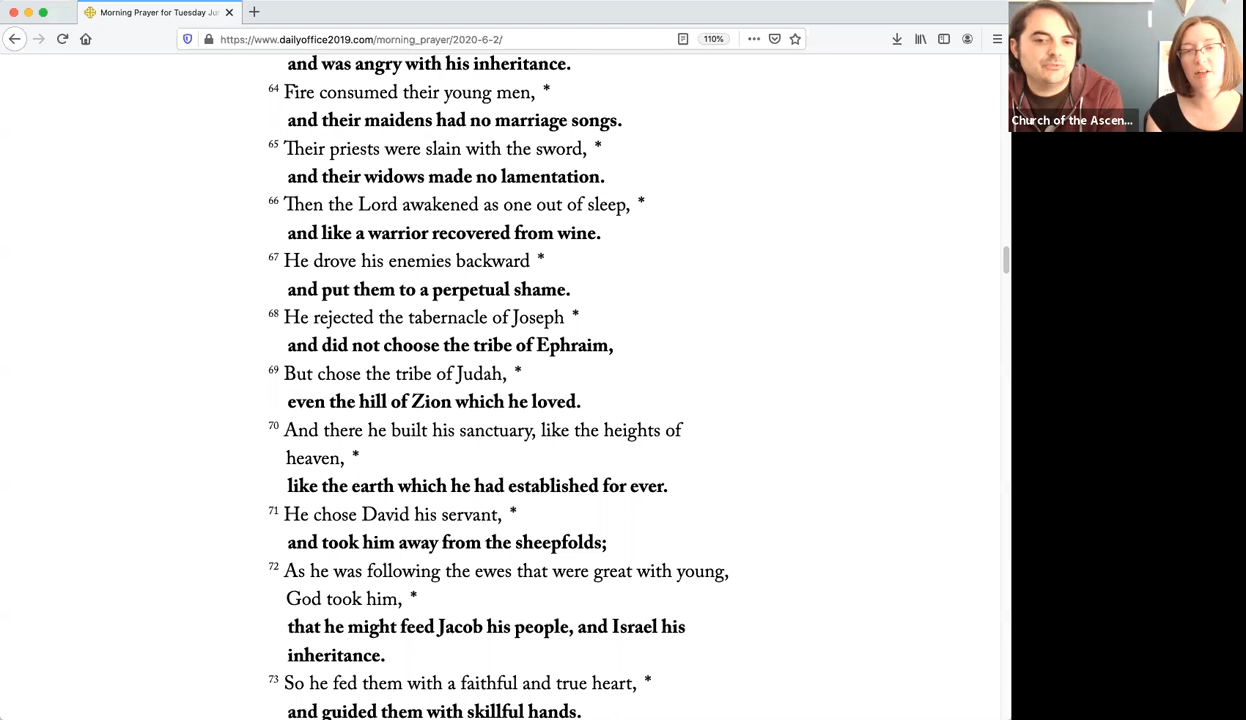 Morning Prayer for Tuesday Ju
https://www.dailyoffice2019.com/morning_prayer/2020-6-2/
110%
Church of the Ascen...
and was angry with his inheritance.
64 Fire consumed their young men, *
and their maidens had no marriage songs.
65 Their priests were slain with the sword, *
and their widows made no lamentation.
66 Then the Lord awakened as one out of sleep, *
and like a warrior recovered from wine.
67 He drove his enemies backward *
and put them to a perpetual shame.
68 He rejected the tabernacle of Joseph *
and did not choose the tribe of Ephraim,
69 But chose the tribe of Judah, *
even the hill of Zion which he loved.
70 And there he built his sanctuary, like the heights of
heaven, *
like the earth which he had established for ever.
71 He chose David his servant, *
and took him away from the sheepfolds;
72 As he was following the ewes that were great with young,
God took him, *
that he might feed Jacob his people, and Israel his
inheritance.
73 So he fed them with a faithful and true heart, *
and guided them with skillful hands.